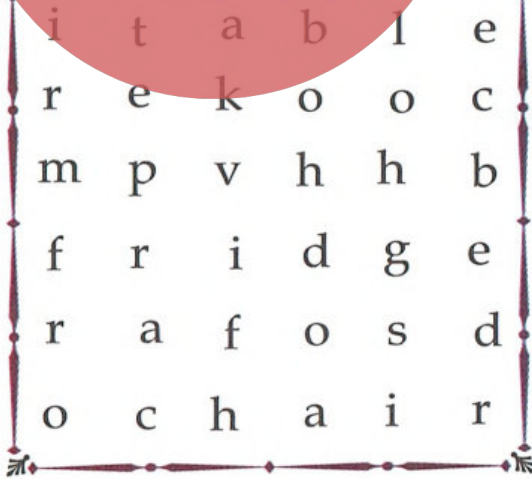 i t a b l e
r e k o o c
m p v h h b
f r i d g e
r a f o s d
o c h a i r